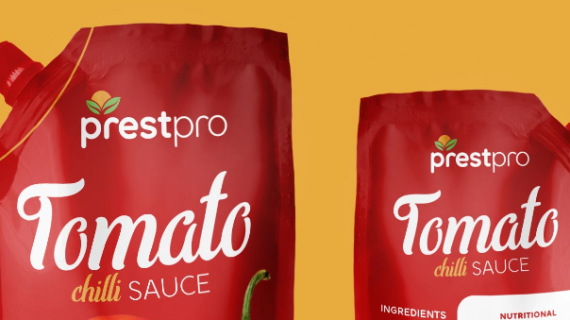 prestpro
Tomato
chilli SAUCE
prestpro
Tomato
chilli SAUCE
INGREDIENTS
NUTRITIONAL